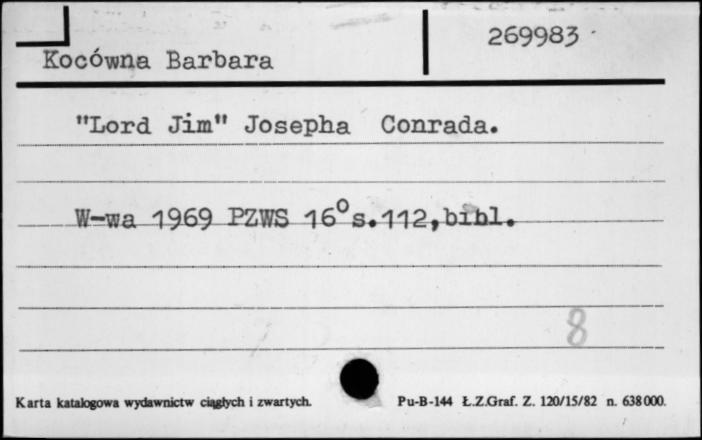 Kocówna Barbara
269983
"Lord Jim" Josepha Conrada.
W-wa 1969 PZWS 16° s.112,bibl.
8
Karta katalogowa wydawnictw ciągłych i zwartych.
Pu-B-144 Ł.Z.Graf. Z. 120/15/82 n. 638000.